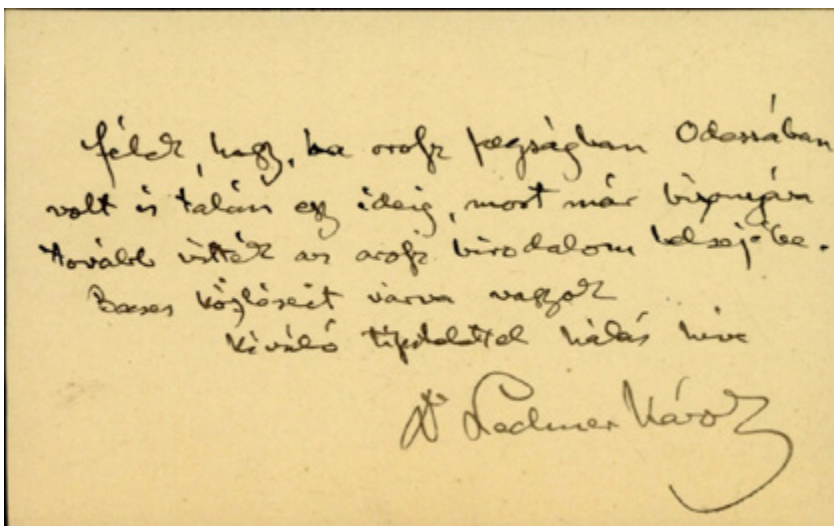 félek, hogy, ha orosz fogságban Odessában
volt is talán egy ideig, most már bizonyára
tovább vitték az orosz birodalom belsejébe.
Becses közléseit várva vagyok
kiváló tisztelettel hálás híve
Dr Lechner Károly